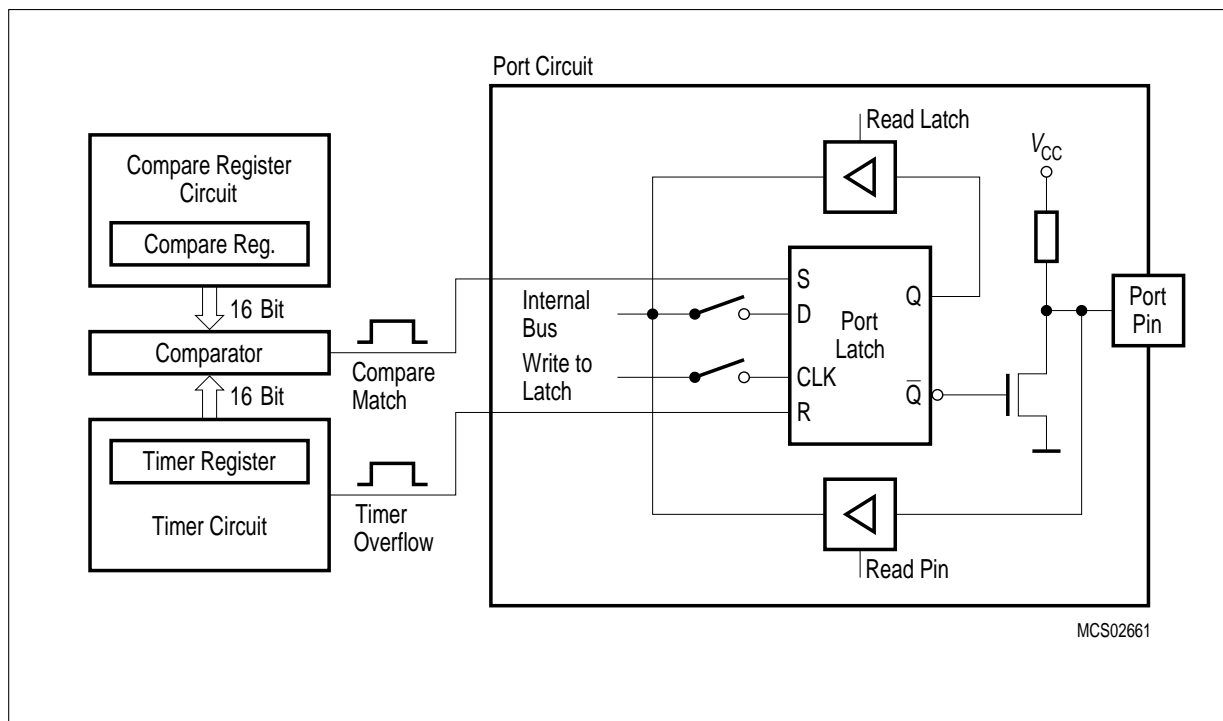 Port Circuit
Compare Register
Circuit
Compare Reg.
16 Bit
Comparator
16 Bit
Timer Register
Timer Circuit
Compare
Match
Timer
Overflow
Read Latch
VCC
Internal
Bus
Write to
Latch
S
D
CLK
R
Q
Port
Latch
Q̅
Port
Pin
Read Pin
MCS02661